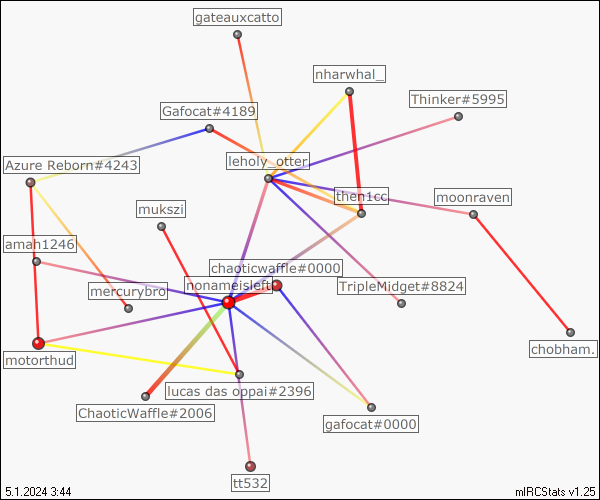 gateauxcatto
nharwhal_
Thinker#5995
Gafocat#4189
leholy_otter
Azure Reborn#4243
then1cc
moonraven
mukszi
amah1246
chaoticwaffle#0000
nonameisleft
TripleMidget#8824
mercurybro
chobham.
motorthud
lucas das oppai#2396
ChaoticWaffle#2006
gafocat#0000
tt532
5.1.2024 3:44
mIRCStats v1.25